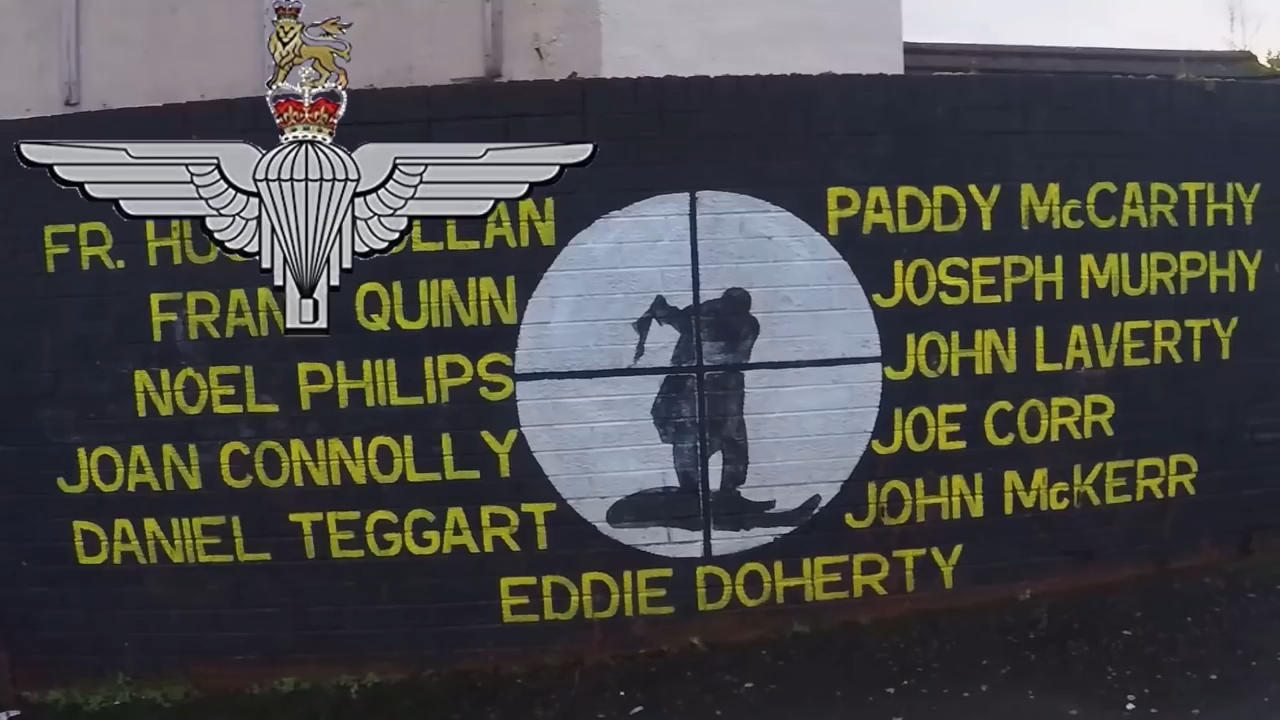 FR.
QUINN
NOEL PHILIPS
JOAN CONNOLLY
DANIEL TEGGART
PADDY McCARTHY
JOSEPH MURPHY
JOHN LAVERTY
JOE CORR
JOHN McKERR
EDDIE DOHERTY